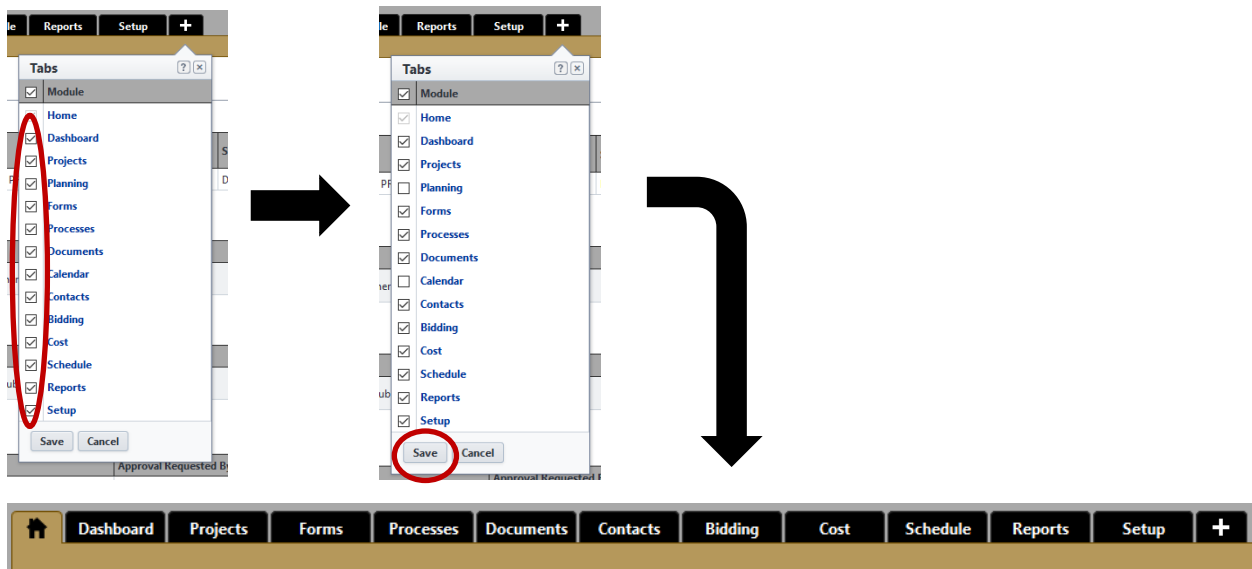 le Reports Setup +
Tabs ? ×
Module
Home
Dashboard
Projects
Planning
Forms
Processes
Documents
Calendar
Contacts
Bidding
Cost
Schedule
Reports
Setup
Save Cancel
Approval Requested By
le Reports Setup +
Tabs ? ×
Module
Home
Dashboard
Projects
Planning
Forms
Processes
Documents
Calendar
Contacts
Bidding
Cost
Schedule
Reports
Setup
Save Cancel
Approval Requested
Dashboard Projects Forms Processes Documents Contacts Bidding Cost Schedule Reports Setup +